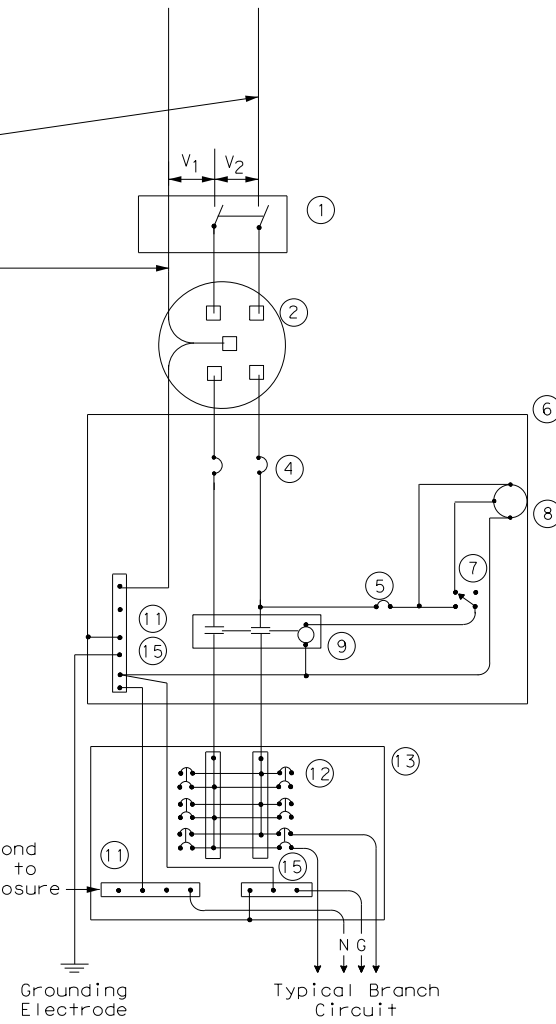 V1 V2
1
2
6
4
8
5
7
11
15
9
13
12
11
15
ond
to
osure
N G
Grounding
Electrode
Typical Branch
Circuit